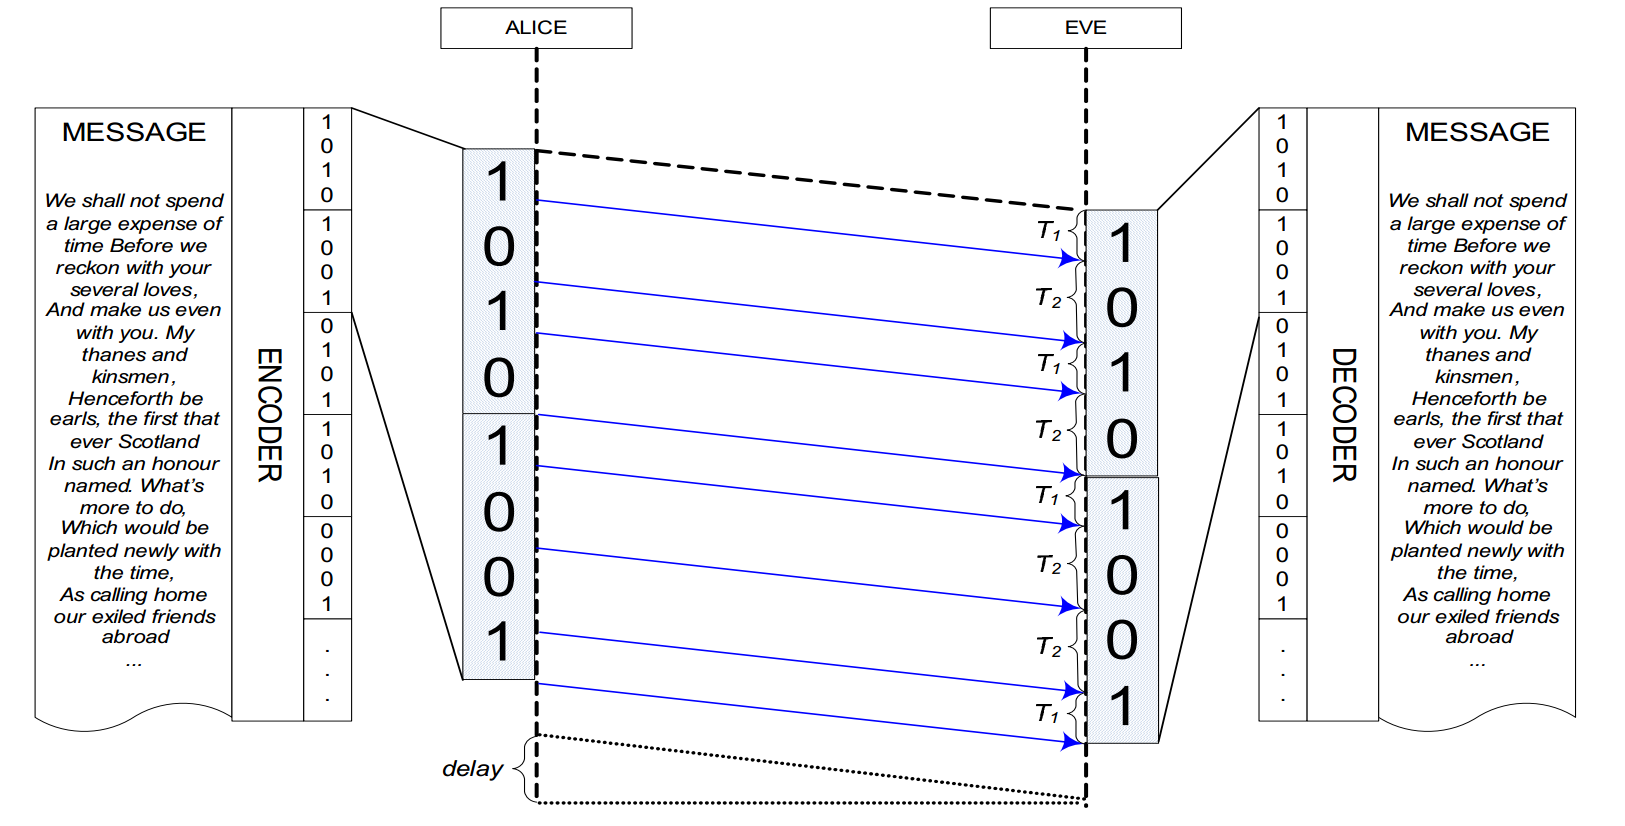 ALICE
EVE
MESSAGE
We shall not spend
a large expense of
time Before we
reckon with your
several loves,
And make us even
with you. My
thanes and
kinsmen,
Henceforth be
earls, the first that
ever Scotland
In such an honour
named. What's
more to do,
Which would be
planted newly with
the time,
As calling home
our exiled friends
abroad
...
ENCODER
1
0
1
0
1
0
0
1
0
1
0
1
1
0
1
0
0
0
0
1
.
.
.
1
0
1
0
1
0
0
1
delay
T1
T2
T1
T2
T1
T2
T2
T1
1
0
1
0
1
0
0
1
1
0
1
0
1
0
0
1
0
1
0
1
1
0
1
0
0
0
0
1
.
.
.
DECODER
MESSAGE
We shall not spend
a large expense of
time Before we
reckon with your
several loves,
And make us even
with you. My
thanes and
kinsmen,
Henceforth be
earls, the first that
ever Scotland
In such an honour
named. What's
more to do,
Which would be
planted newly with
the time,
As calling home
our exiled friends
abroad
...